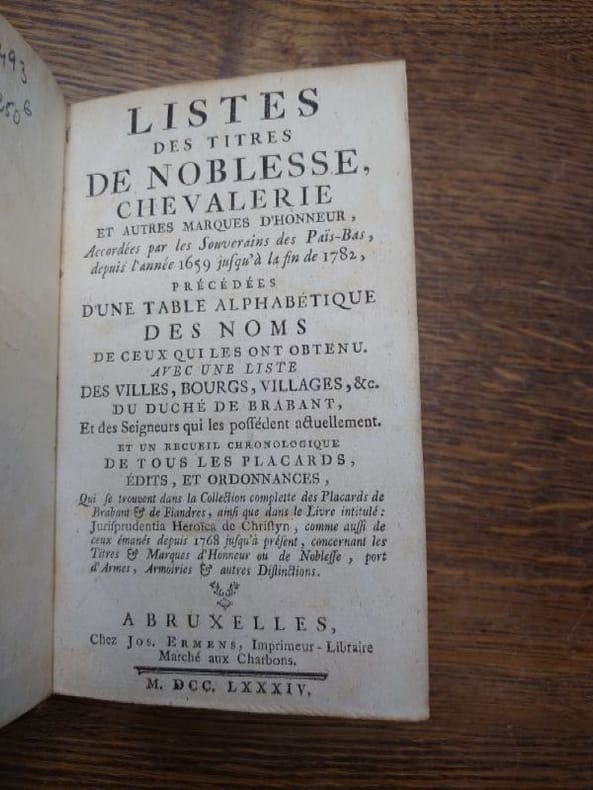 493
2506
LISTES
DES TITRES
DE NOBLESSE,
CHEVALERIE
ET AUTRES MARQUES D'HONNEUR,
Accordées par les Souverains des Païs-Bas,
depuis l'année 1659 jusqu'à la fin de 1782,
PRÉCÉDÉES
D'UNE TABLE ALPHABÉTIQUE
DES NOMS
DE CEUX QUI LES ONT OBTENU.
AVEC UNE LISTE
DES VILLES, BOURGS, VILLAGES, &c.
DU DUCHÉ DE BRABANT,
Et des Seigneurs qui les possédent actuellement.
ET UN RECUEIL CHRONOLOGIQUE
DE TOUS LES PLACARDS,
ÉDITS, ET ORDONNANCES,
Qui se trouvent dans la Collection complette des Placards de
Brabant & de Flandres, ainsi que dans le Livre intitulé:
Jurisprudentia Heroïca de Christyn, comme aussi de
ceux émanés depuis 1768 jusqu'à présent, concernant les
Titres & Marques d'Honneur ou de Noblesse, port
d'Armes, Armoiries & autres Distinctions.
A BRUXELLES,
Chez JOS. ERMENS, Imprimeur-Libraire
Marché aux Charbons.
M. DCC. LXXXIV.